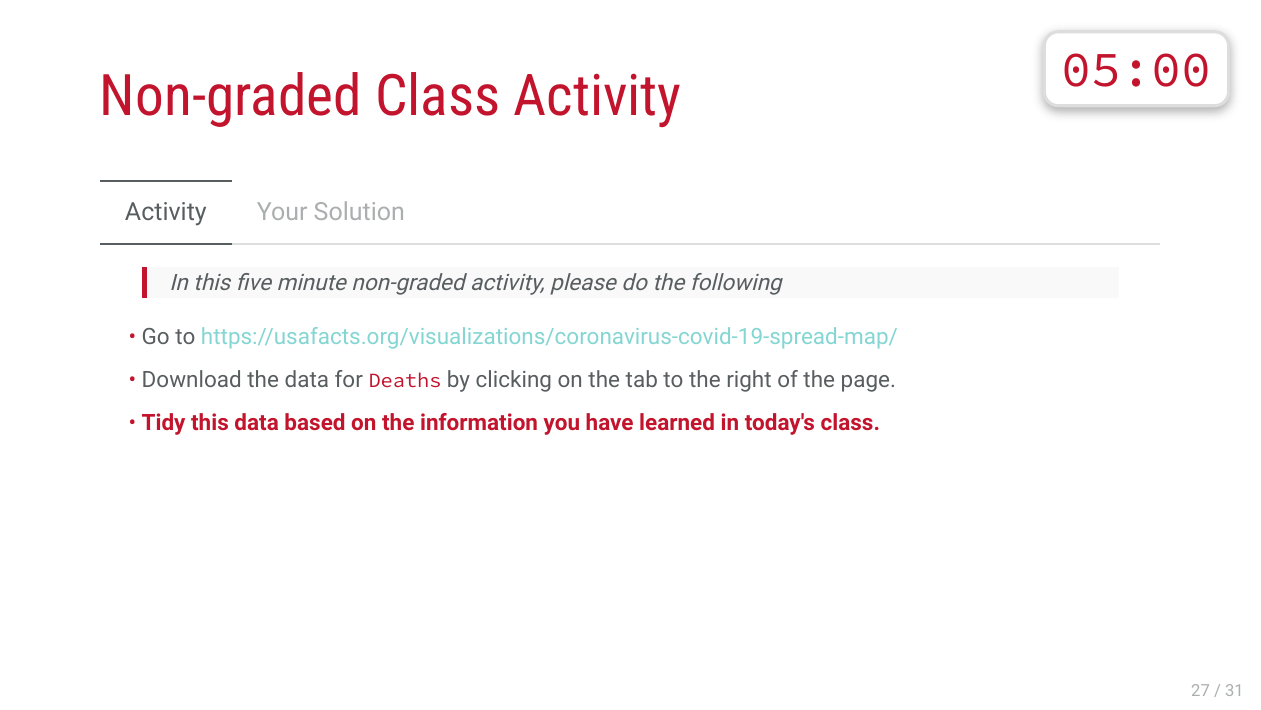 05:00
Non-graded Class Activity
Activity
Your Solution
In this five minute non-graded activity, please do the following
• Go to https://usafacts.org/visualizations/coronavirus-covid-19-spread-map/
• Download the data for Deaths by clicking on the tab to the right of the page.
• Tidy this data based on the information you have learned in today's class.
27 / 31